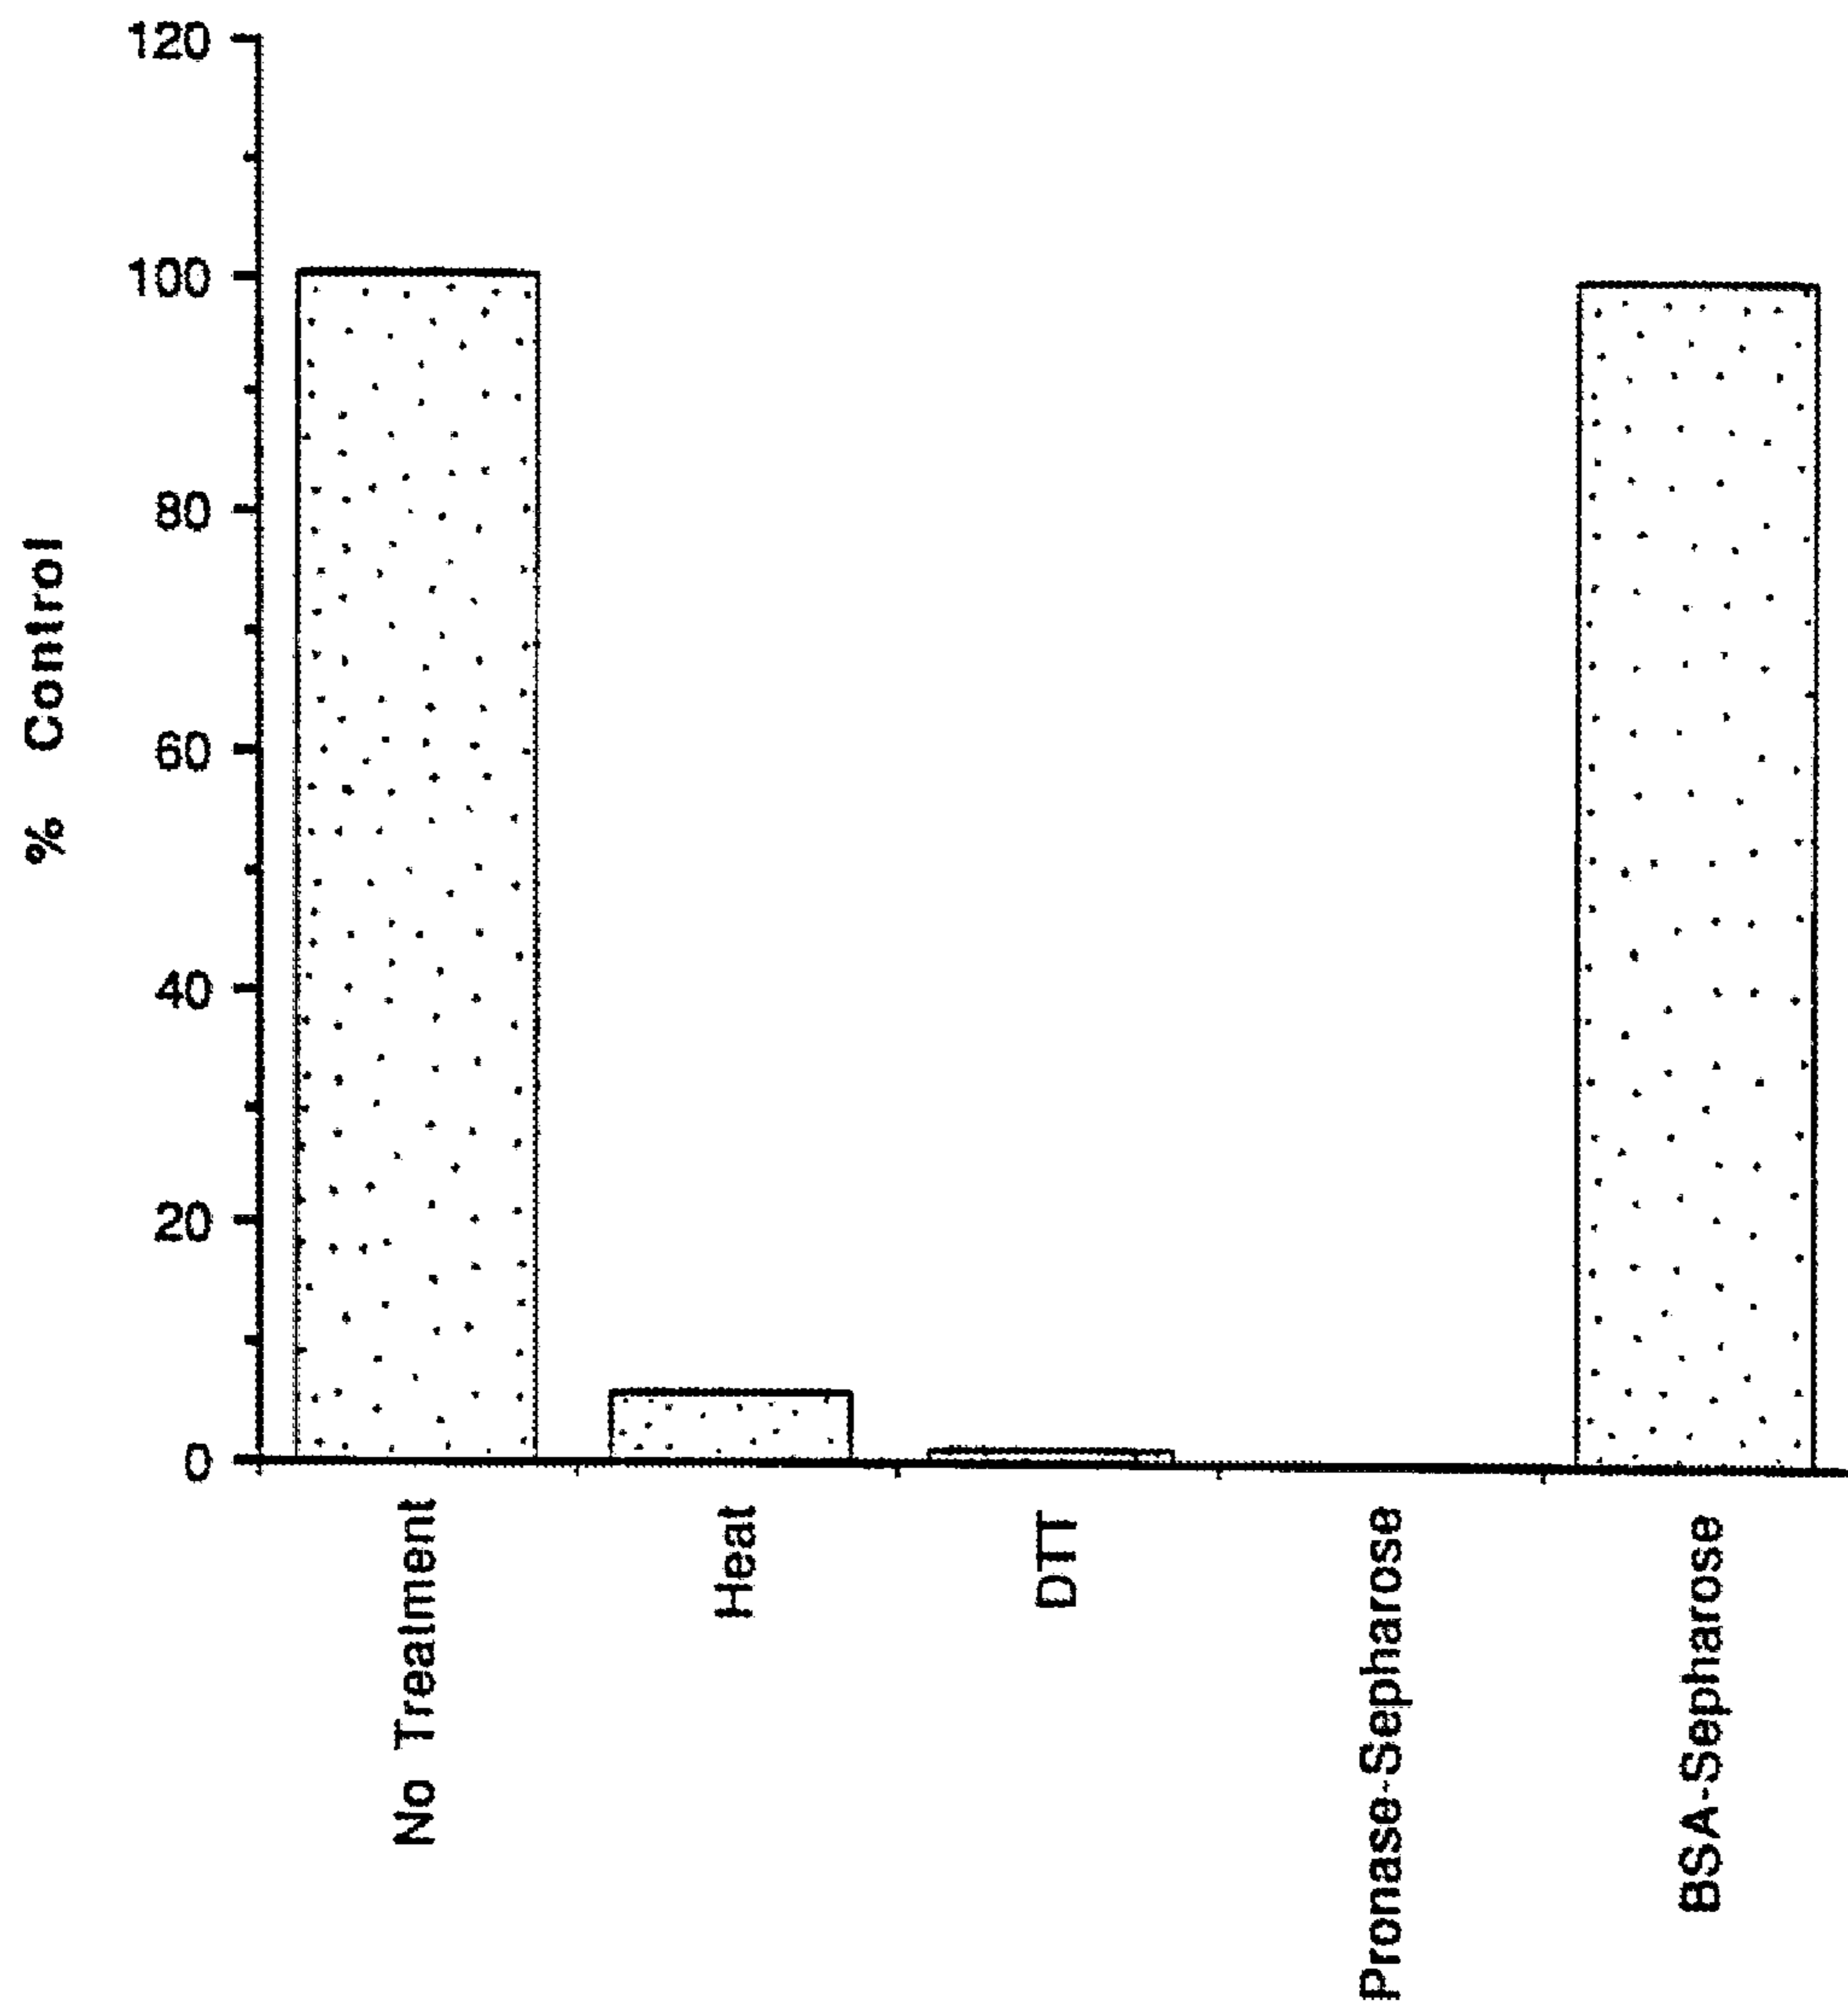 % Control
120
100
80
60
40
20
0
No Treatment
Heat
DTT
Pronase-Sepharose
BSA-Sepharose